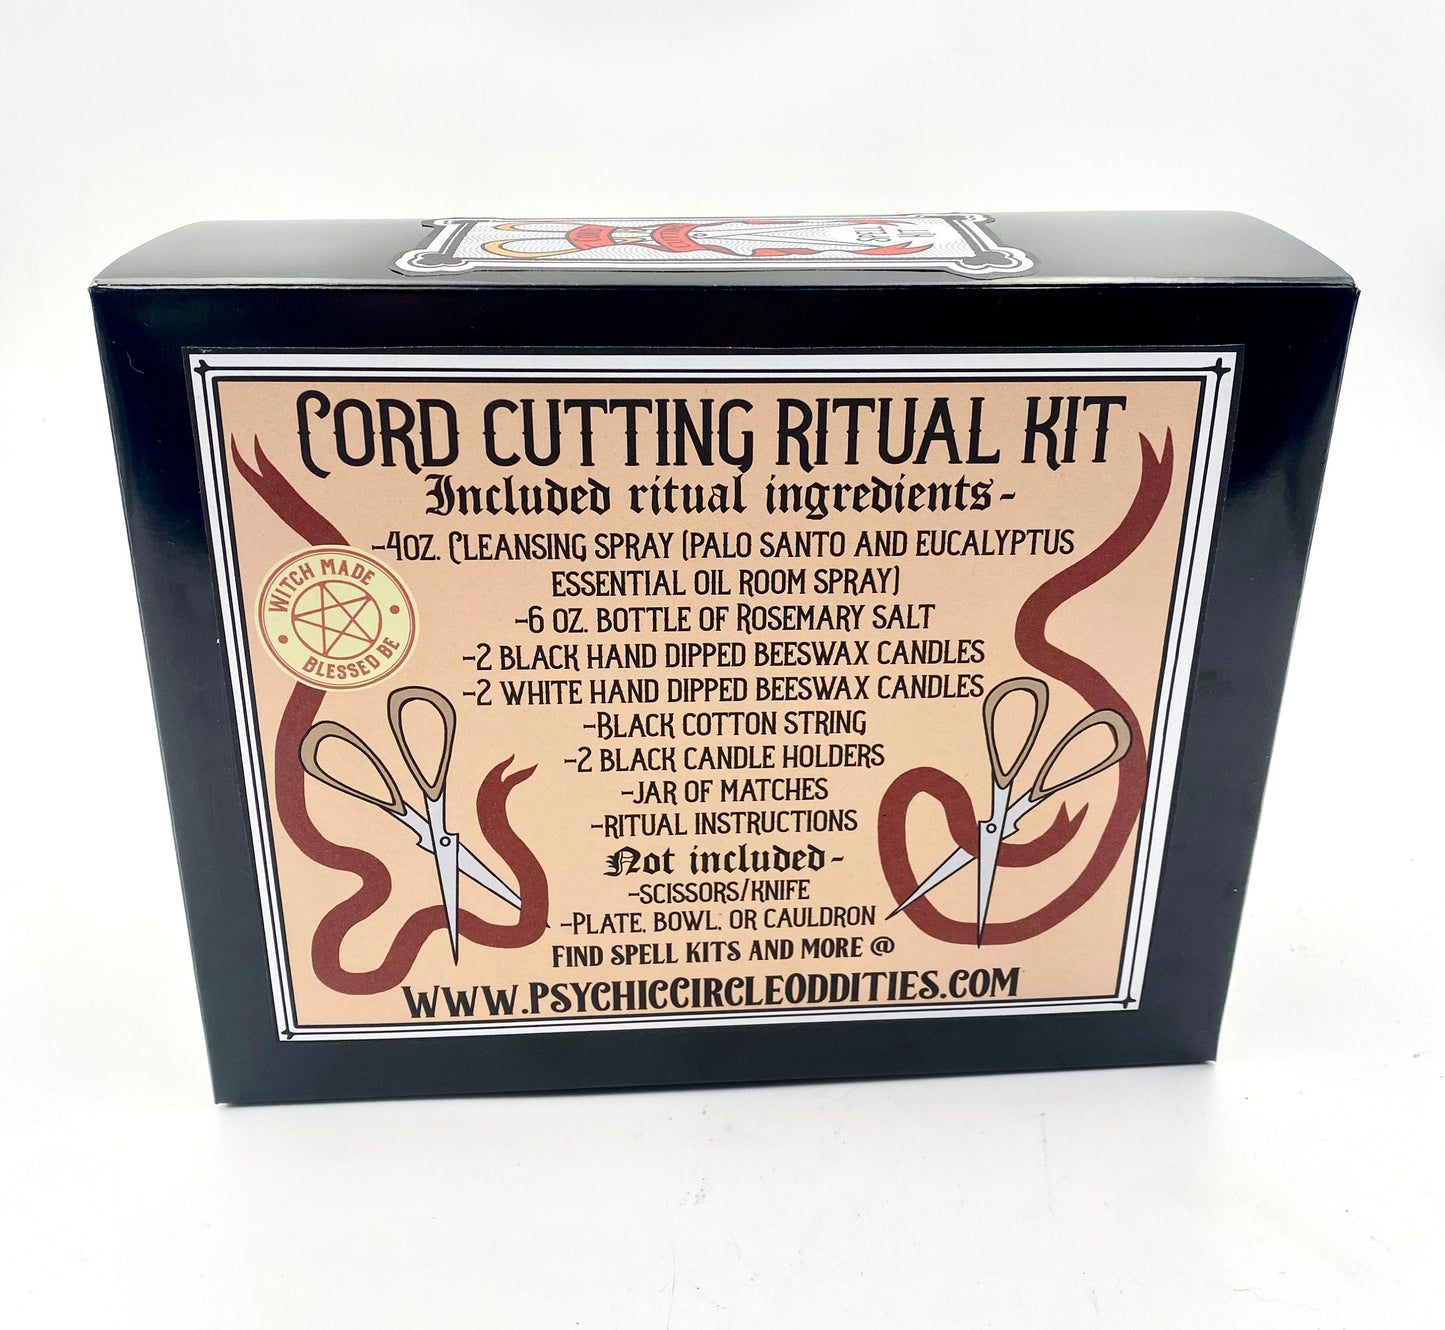 SPELL KIT
CORD CUTTING RITUAL KIT
Included ritual ingredients-
-4OZ. CLEANSING SPRAY (PALO SANTO AND EUCALYPTUS
ESSENTIAL OIL ROOM SPRAY)
-6 OZ. BOTTLE OF ROSEMARY SALT
-2 BLACK HAND DIPPED BEESWAX CANDLES
-2 WHITE HAND DIPPED BEESWAX CANDLES
-BLACK COTTON STRING
-2 BLACK CANDLE HOLDERS
-JAR OF MATCHES
-RITUAL INSTRUCTIONS
Not included-
-SCISSORS/KNIFE
-PLATE, BOWL, OR CAULDRON
FIND SPELL KITS AND MORE @
WWW.PSYCHICCIRCLEODDITIES.COM
WITCH MADE
BLESSED BE